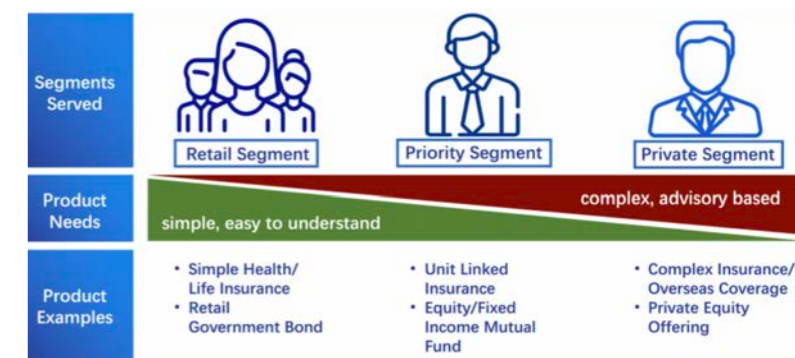 Segments
Served
Retail Segment
Priority Segment
Private Segment
Product
Needs
simple, easy to understand
complex, advisory based
Product
Examples
• Simple Health/
Life Insurance
• Retail
Government Bond
• Unit Linked
Insurance
• Equity/Fixed
Income Mutual
Fund
• Complex Insurance/
Overseas Coverage
• Private Equity
Offering